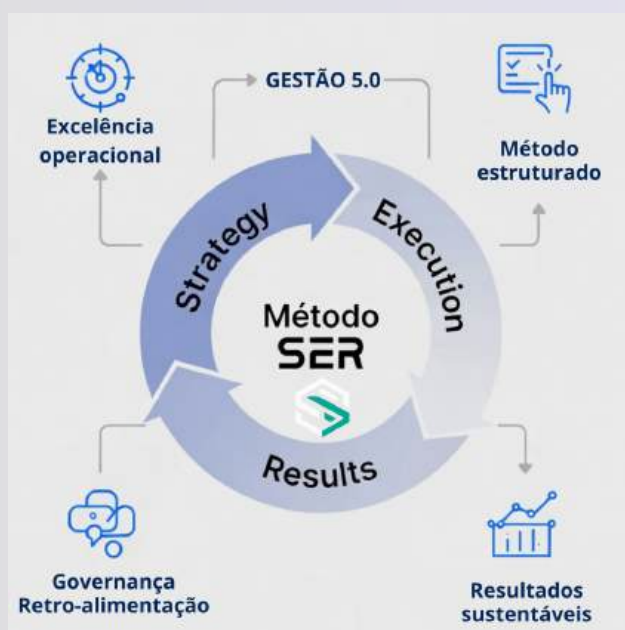 GESTÃO 5.0
Excelência
operacional
Método
estruturado
Strategy
Execution
Método
SER
Results
Governança
Retro-alimentação
Resultados
sustentáveis